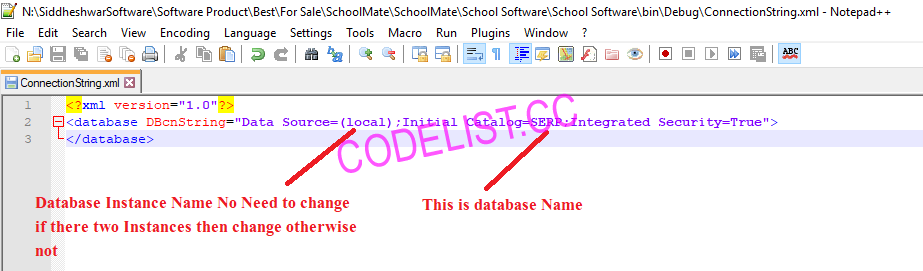 N:\SiddheshwarSoftware\Software Product\Best\For Sale\SchoolMate\SchoolMate\School Software\School Software\bin\Debug\ConnectionString.xml - Notepad++
File Edit Search View Encoding Language Settings Tools Macro Run Plugins Window ?
ABC
ConnectionString.xml
1 <?xml version="1.0"?>
2 <database DBcnString="Data Source=(local);Initial Catalog=SERP;Integrated Security=True">
3 </database>
CODELIST.CC
Database Instance Name No Need to change
if there two Instances then change otherwise
not
This is database Name